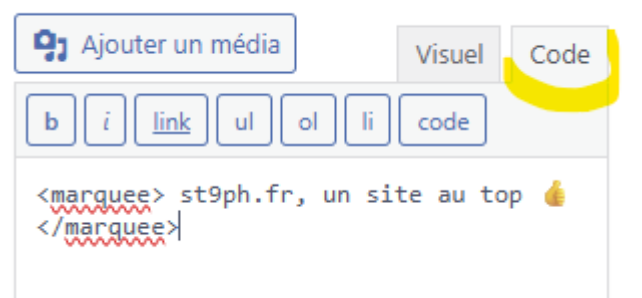 Ajouter un média
Visuel Code
b i link ul ol li code
<marquee> st9ph.fr, un site au top 👍
</marquee>